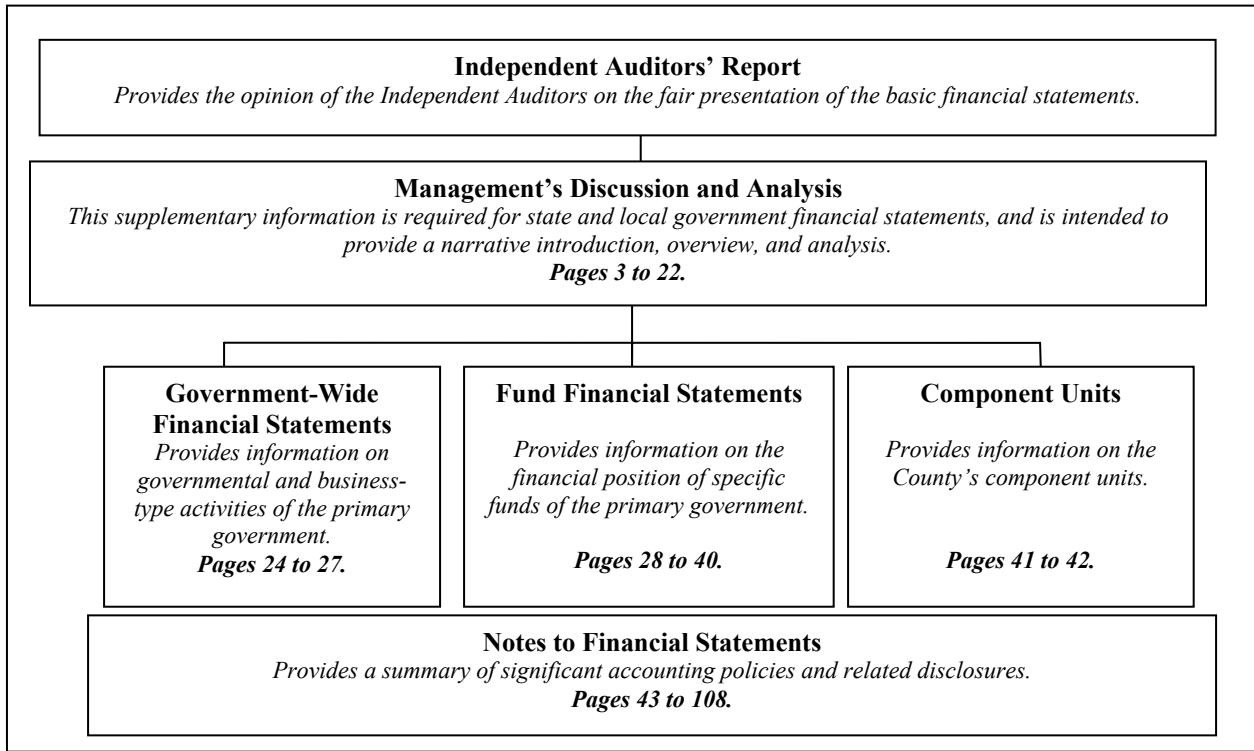 Independent Auditors’ Report
Provides the opinion of the Independent Auditors on the fair presentation of the basic financial statements.
Management’s Discussion and Analysis
This supplementary information is required for state and local government financial statements, and is intended to
provide a narrative introduction, overview, and analysis.
Pages 3 to 22.
Government-Wide
Financial Statements
Provides information on
governmental and business-
type activities of the primary
government.
Pages 24 to 27.
Fund Financial Statements
Provides information on the
financial position of specific
funds of the primary government.
Pages 28 to 40.
Component Units
Provides information on the
County’s component units.
Pages 41 to 42.
Notes to Financial Statements
Provides a summary of significant accounting policies and related disclosures.
Pages 43 to 108.